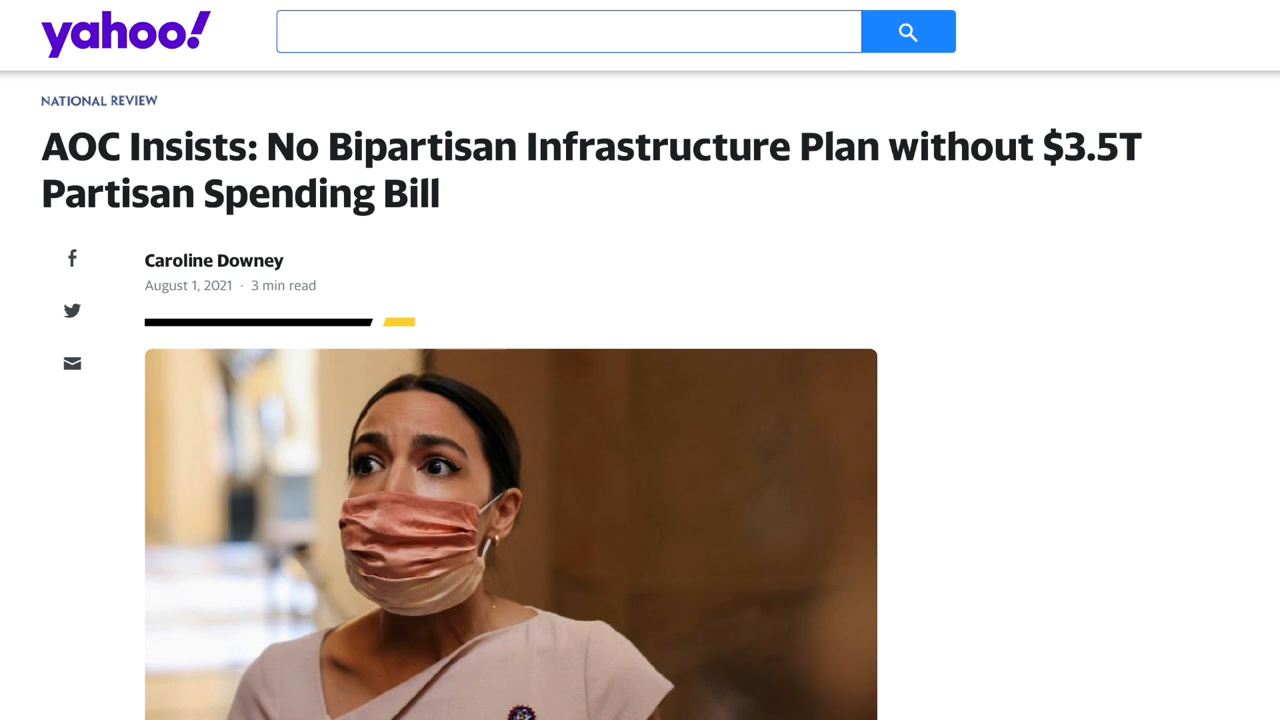 yahoo!
NATIONAL REVIEW
AOC Insists: No Bipartisan Infrastructure Plan without $3.5T
Partisan Spending Bill
Caroline Downey
August 1, 2021 · 3 min read